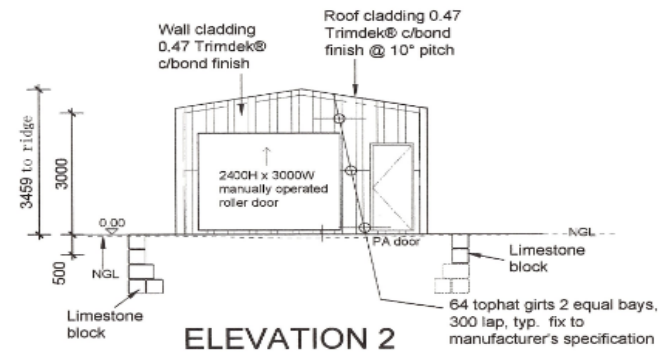 Wall cladding
0.47 Trimdek®
c/bond finish
Roof cladding 0.47
Trimdek® c/bond
finish @ 10° pitch
3459 to ridge
3000
2400H x 3000W
manually operated
roller door
0.00
PA door
NGL
500
NGL
Limestone
block
Limestone
block
64 tophat girts 2 equal bays,
300 lap, typ. fix to
manufacturer's specification
ELEVATION 2